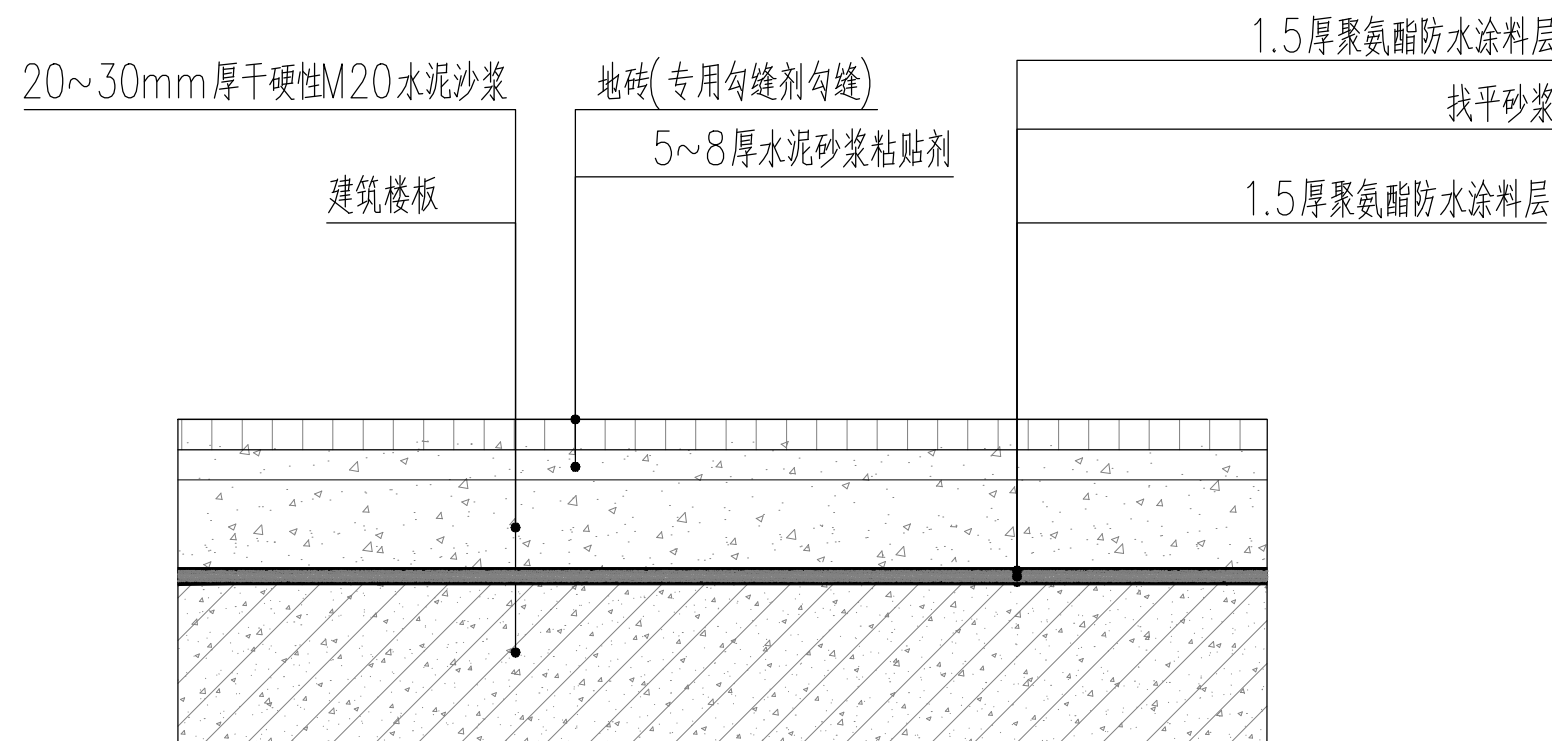 1.5厚聚氨酯防水涂料层
20~30mm厚干硬性M20水泥沙浆
地砖(专用勾缝剂勾缝)
找平砂浆
5~8厚水泥砂浆粘贴剂
建筑楼板
1.5厚聚氨酯防水涂料层